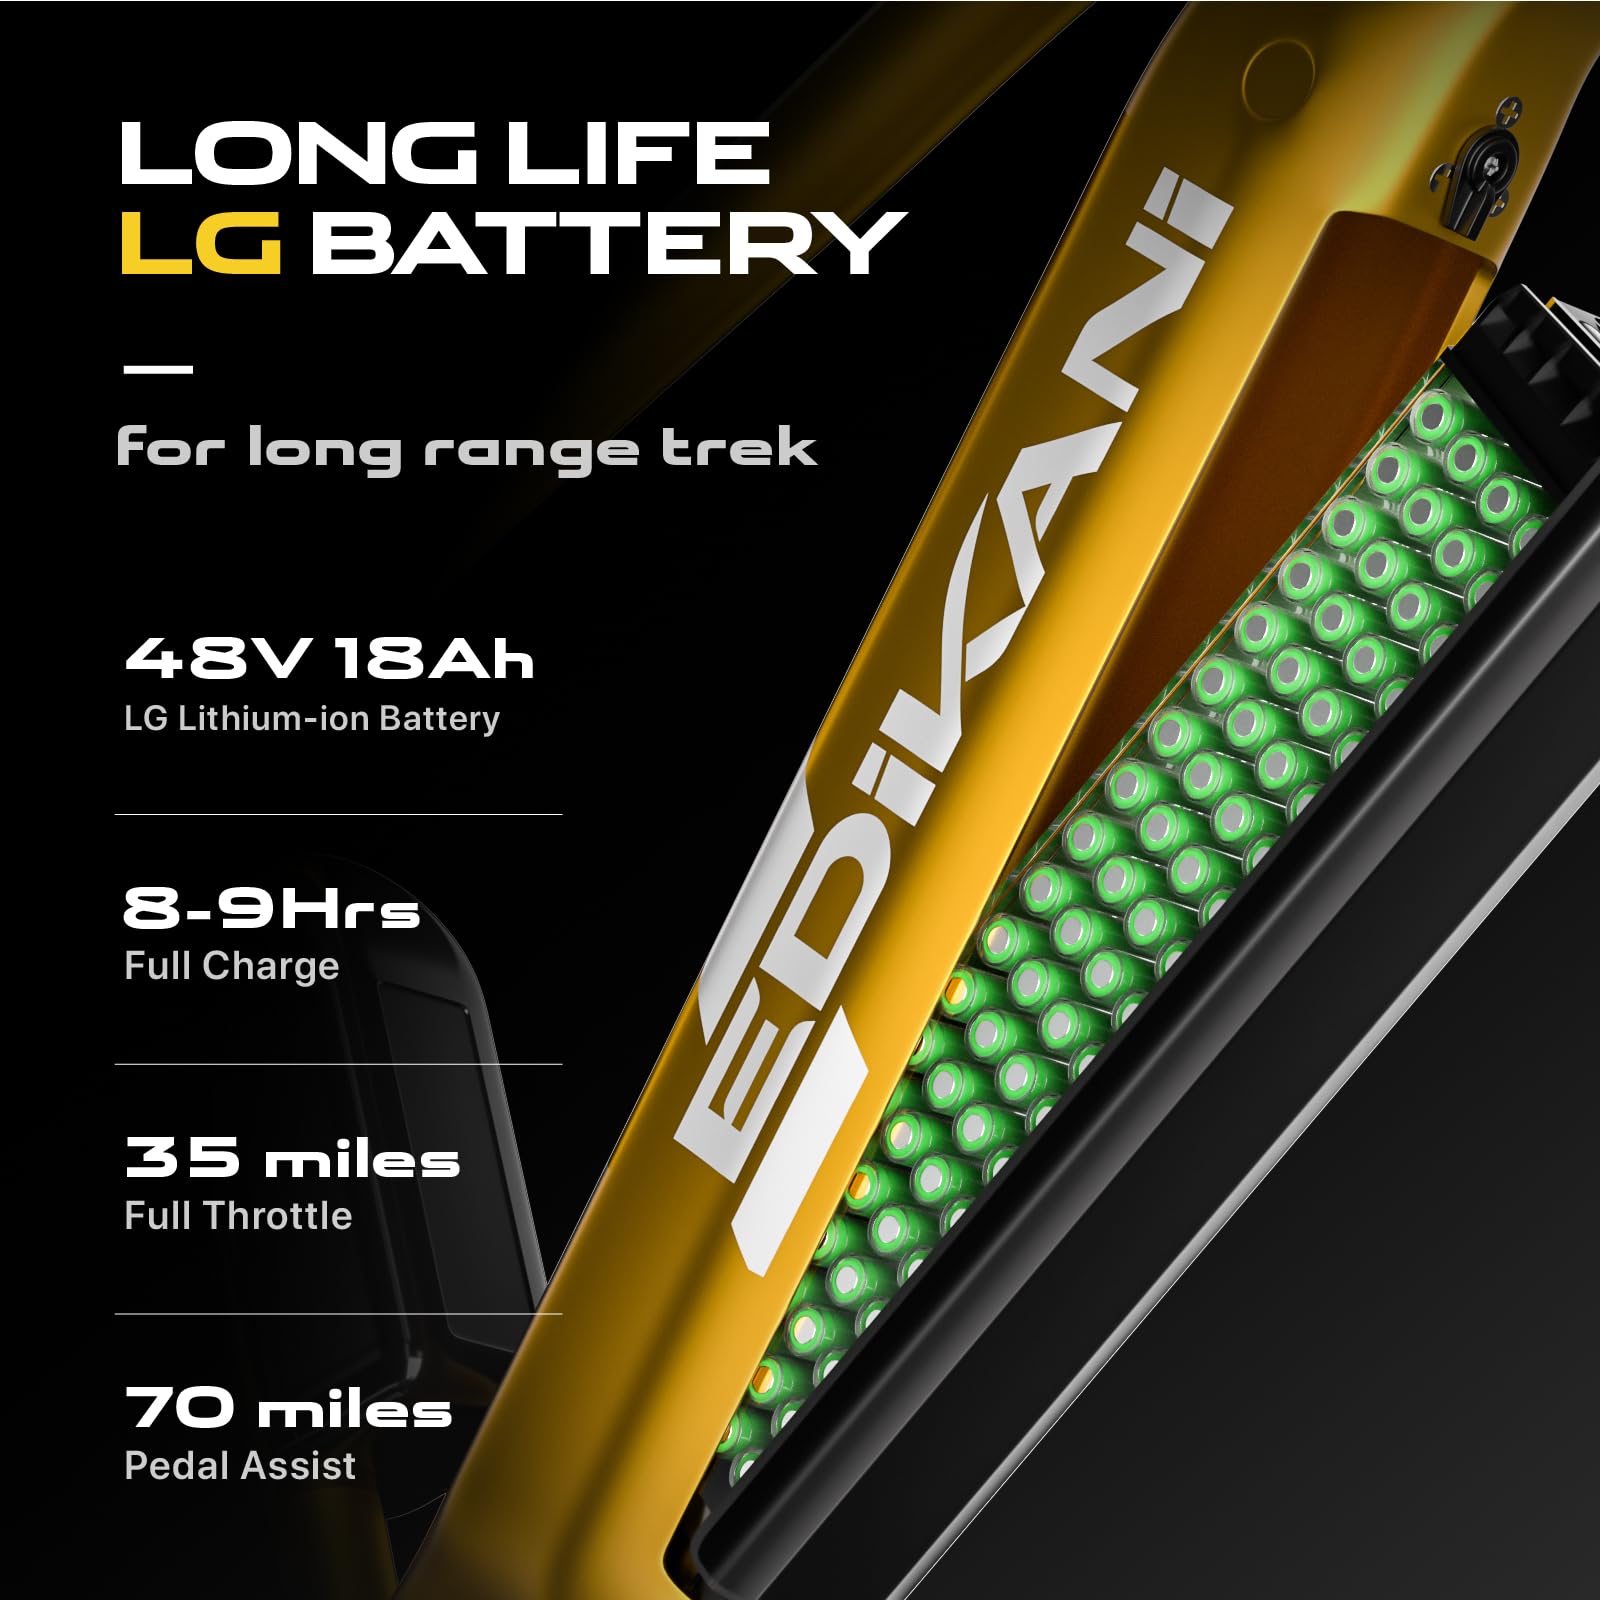 LONG LIFE
LG BATTERY
for long range trek
48V 18Ah
LG Lithium-ion Battery
8-9Hrs
Full Charge
35 miles
Full Throttle
70 miles
Pedal Assist
EDiKANi